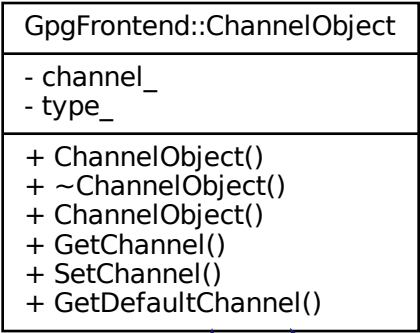 GpgFrontend::ChannelObject
- channel_
- type_
+ ChannelObject()
+ ~ChannelObject()
+ ChannelObject()
+ GetChannel()
+ SetChannel()
+ GetDefaultChannel()